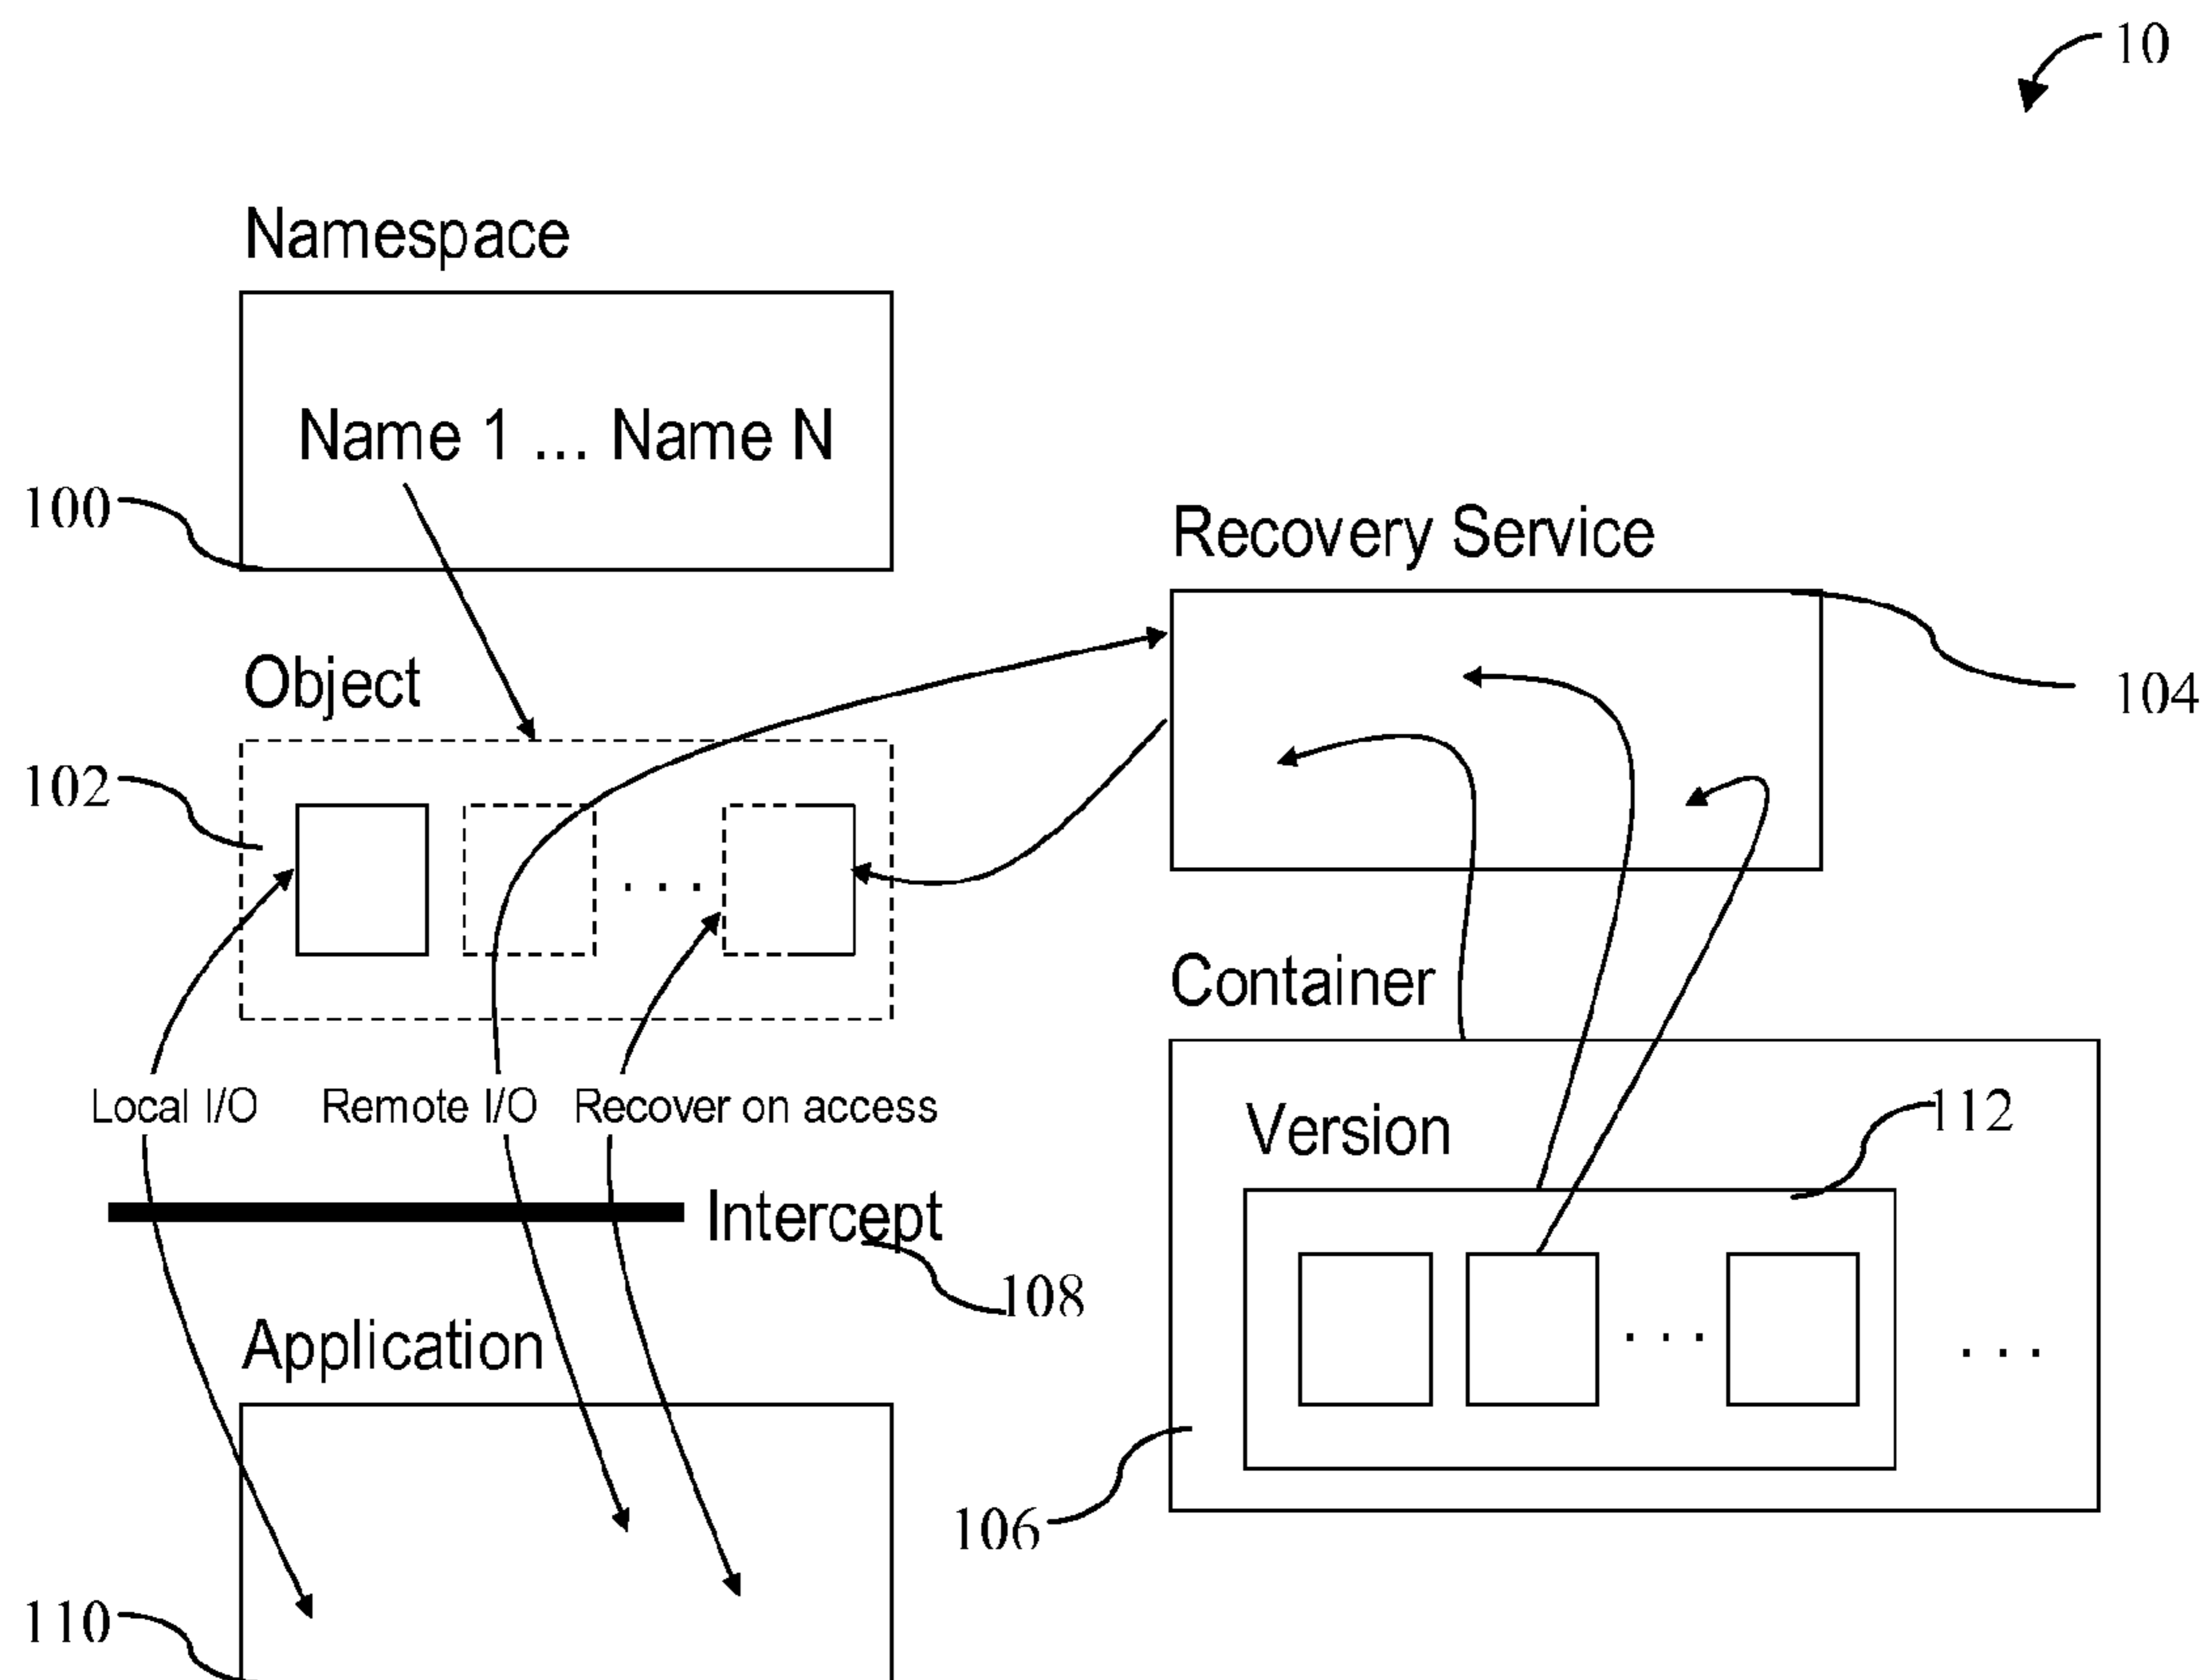 10
Namespace
Name 1 ... Name N
100
Recovery Service
104
Object
102
. . .
Container
Local I/O
Remote I/O
Recover on access
Version
112
Intercept
108
Application
. . .
. . .
106
110